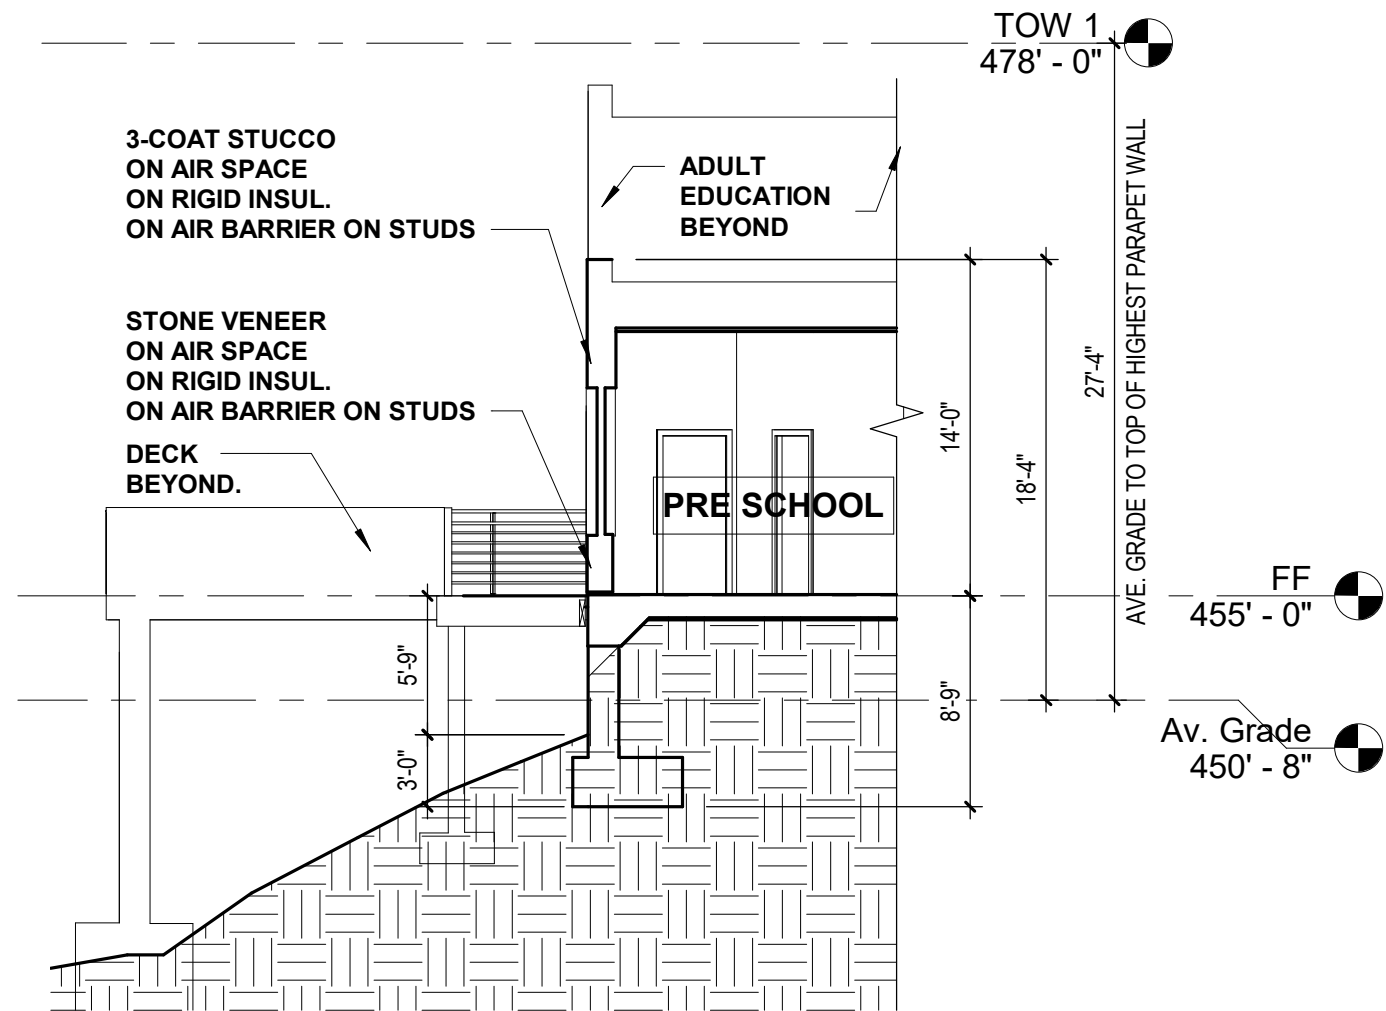 TOW 1
478' - 0"
3-COAT STUCCO
ON AIR SPACE
ON RIGID INSUL.
ON AIR BARRIER ON STUDS
ADULT
EDUCATION
BEYOND
STONE VENEER
ON AIR SPACE
ON RIGID INSUL.
ON AIR BARRIER ON STUDS
DECK
BEYOND.
PRE SCHOOL
14'-0"
18'-4"
27'-4"
AVE. GRADE TO TOP OF HIGHEST PARAPET WALL
FF
455' - 0"
5'-9"
3'-0"
8'-9"
Av. Grade
450' - 8"